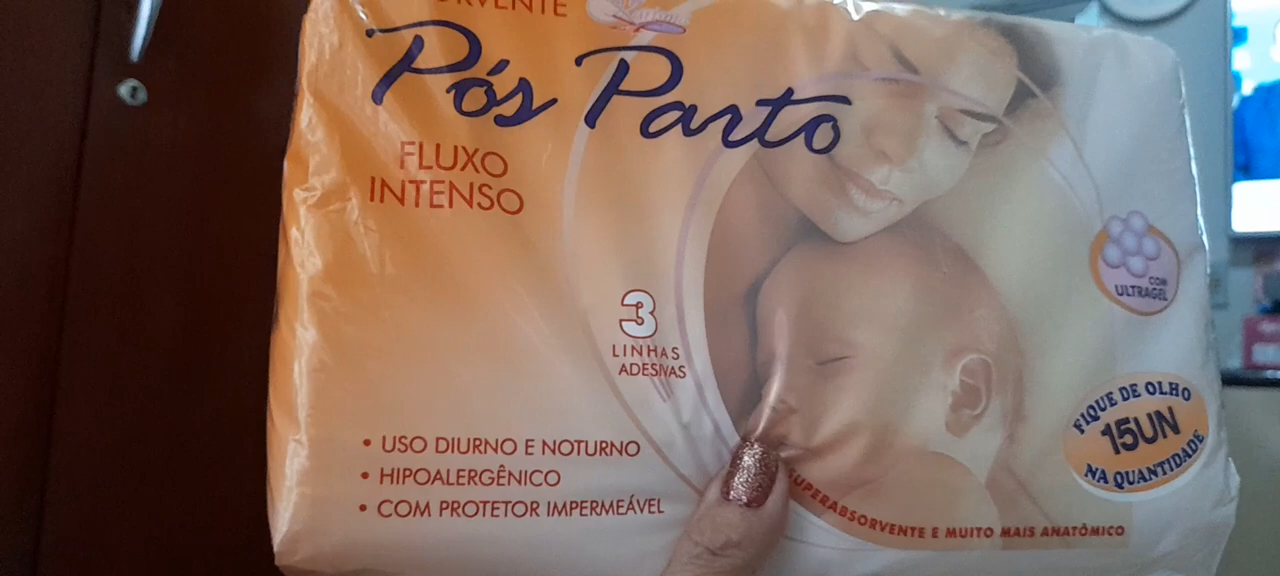 Pós Parto
FLUXO
INTENSO
3
LINHAS
ADESIVAS
COM
ULTRAGEL
FIQUE DE OLHO
15UN
NA QUANTIDADE
• USO DIURNO E NOTURNO
• HIPOALERGÊNICO
• COM PROTETOR IMPERMEÁVEL
SUPERABSORVENTE E MUITO MAIS ANATÔMICO